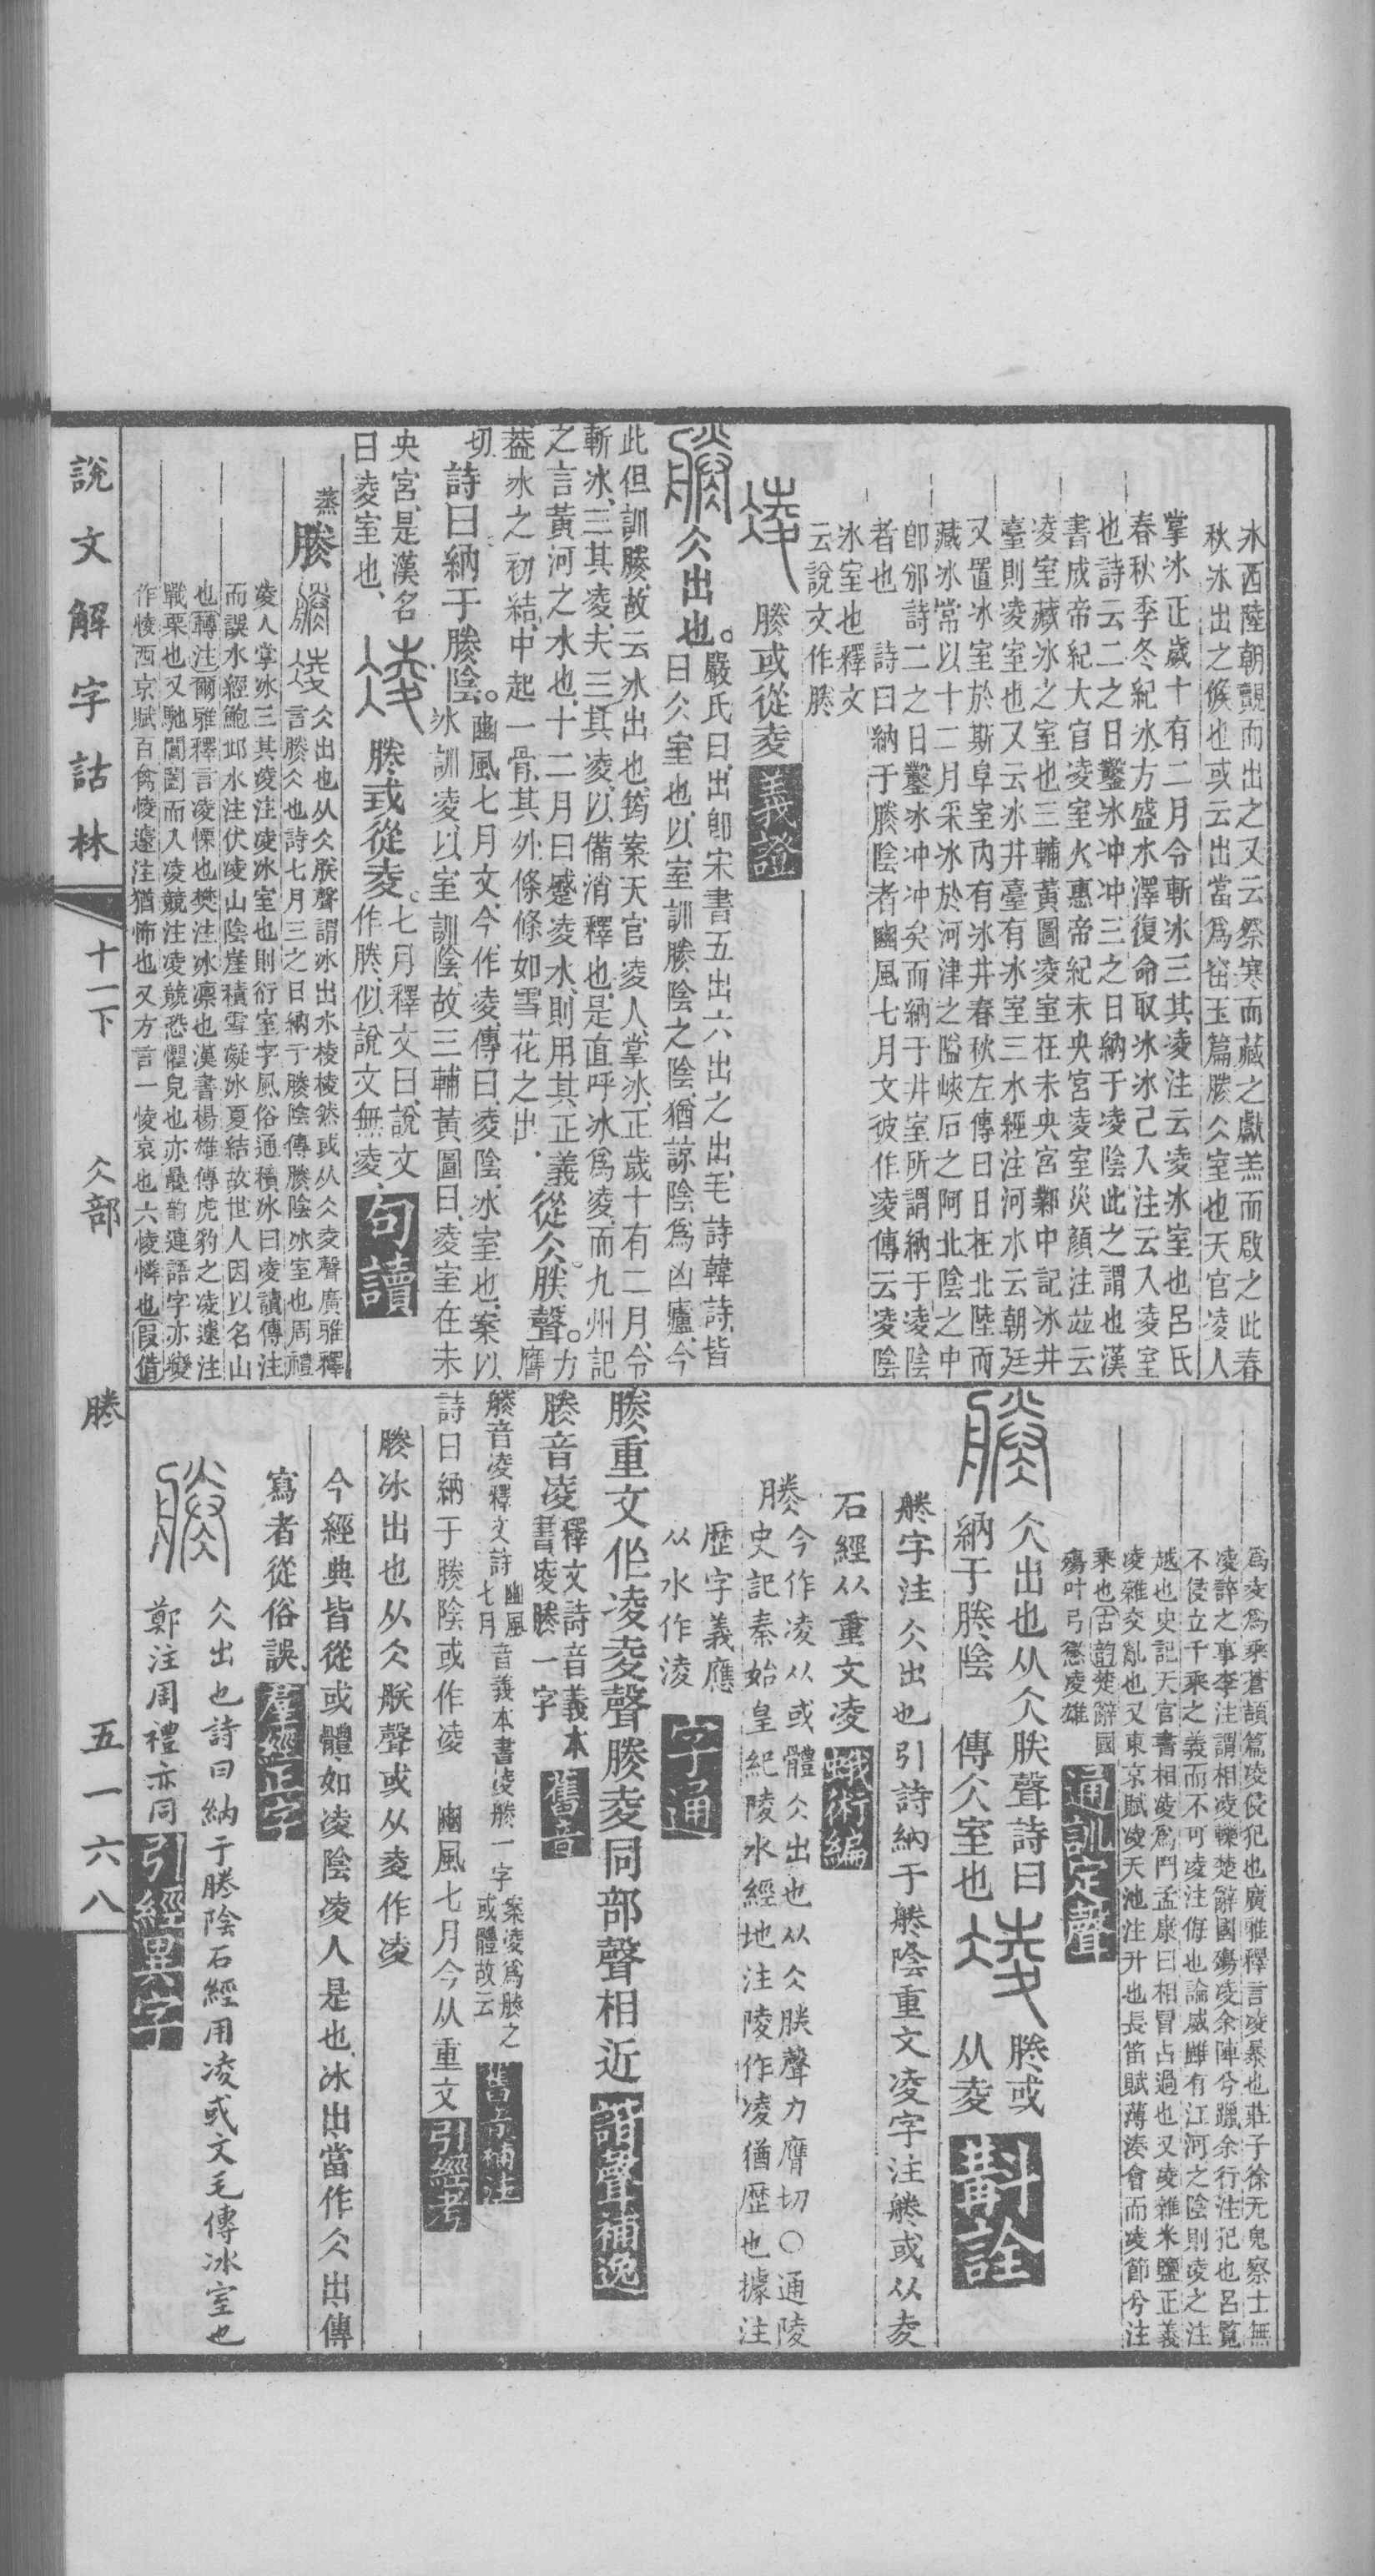 冰西陸朝覿而出之又云祭寒而藏之獻羔而啟之此春
秋冰出之候也或云出當爲窋玉篇勝仌室也天官凌人
掌冰正歲十有二月令斬冰三其凌注云凌冰室也呂氏
春秋季冬紀冰方盛水澤復命取冰冰已入注云入凌室
也詩云二之日鑿冰冲冲三之日納于凌陰此之謂也漢
書成帝紀大官凌室火惠帝紀未央宮凌室災顏注竝云
凌室藏冰之室也三輔黃圖凌室在未央宮鄴中記冰井
臺則凌室也又云冰井臺有冰室三水經注河水云朝廷
又置冰室於斯阜室內有冰井春秋左傳曰日在北陸而
藏冰常以十二月采冰於河津之隘峽石之阿北陰之中
卽邠詩二之日鑿冰冲冲矣而納于井室所謂納于凌陰
者也　詩曰納于勝陰者豳風七月文彼作凌傳云凌陰
冰室也釋文
云說文作勝
勝或從夌 義證
仌出也。嚴氏曰出卽宋書五出六出之出毛詩韓詩皆
曰仌室也以室訓勝陰之陰猶諒陰爲凶廬今
此但訓勝故云冰出也筠案天官凌人掌冰正歲十有二月令
斬冰三其凌夫三其凌以備消釋也是直呼冰爲凌而九州記
之言黃河之水也十二月曰蹙凌水則用其正義 從仌。朕聲。力膺
蓋冰之初結中起一骨其外條條如雪花之出
切 詩曰納于勝陰。豳風七月文今作凌傳曰凌陰冰室也案以
冰訓凌以室訓陰故三輔黃圖曰凌室在未
央宮是漢名
曰凌室也
勝或從夌。七月釋文曰說文
作勝似說文無凌 句讀
蒸
勝 仌出也从仌朕聲謂冰出水棱棱然或从仌夌聲廣雅釋
言勝仌也詩七月三之日納于勝陰傳勝陰冰室也周禮
凌人掌冰三其凌注凌冰室也則衍室字風俗通積冰曰凌讀傳注
而誤水經鮑邱水注伏凌山陰崖積雪凝冰夏結故世人因以名山
也轉注爾雅釋言凌慄也樊注冰凛也漢書楊雄傳虎豹之凌遽注
戰栗也又馳閶闔而入凌兢注凌兢恐懼皃也亦曡韵連語字亦變
作㥄西京賦百禽㥄遽注猶怖也又方言一㥄哀也六㥄憐也假借
爲夌爲乘蒼頡篇凌侵犯也廣雅釋言凌暴也莊子徐无鬼察士無
凌誶之事李注謂相凌轢楚辭國殤凌余陣兮躐余行注犯也呂覽
不侵立千乘之義而不可凌注侮也論威雖有江河之險則凌之注
越也史記天官書相凌爲鬥孟康曰相冒占過也又凌雜米鹽正義
凌雜交亂也又東京賦凌天池注升也長笛賦薄湊會而凌節兮注
乘也古韵楚辭國
殤叶弓懲凌雄 通訓定聲
仌出也从仌朕聲詩曰
納于勝陰　傳仌室也
勝或
从夌 斠詮
勝字注仌出也引詩納于勝陰重文凌字注勝或从夌
石經从重文凌 蛾術編
勝今作凌从或體仌出也从仌朕聲力膺切○通陵
史記秦始皇紀陵水經地注陵作凌猶歷也據注
歷字義應
从水作淩 字通
勝重文作凌夌聲勝夌同部聲相近 諧聲補逸
勝音凌釋文詩音義本
書凌勝一字 舊音
勝音凌釋文詩豳風七月音義本書凌勝一字案凌爲勝之
或體故云 舊音補注
詩曰納于勝陰或作凌　豳風七月今从重文 引經考
勝冰出也从仌朕聲或从夌作凌
今經典皆從或體如凌陰凌人是也冰出當作仌出傳
寫者從俗誤 羣經正字
仌出也詩曰納于勝陰石經用凌或文毛傳冰室也
鄭注周禮亦同 引經異字
說文解字詁林　十一下　仌部　勝　五一六八